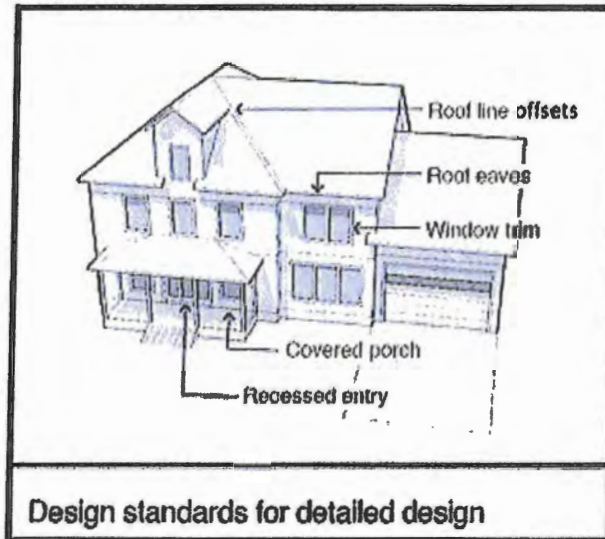 Roof line offsets
Roof eaves
Window trim
Covered porch
Recessed entry
Design standards for detailed design